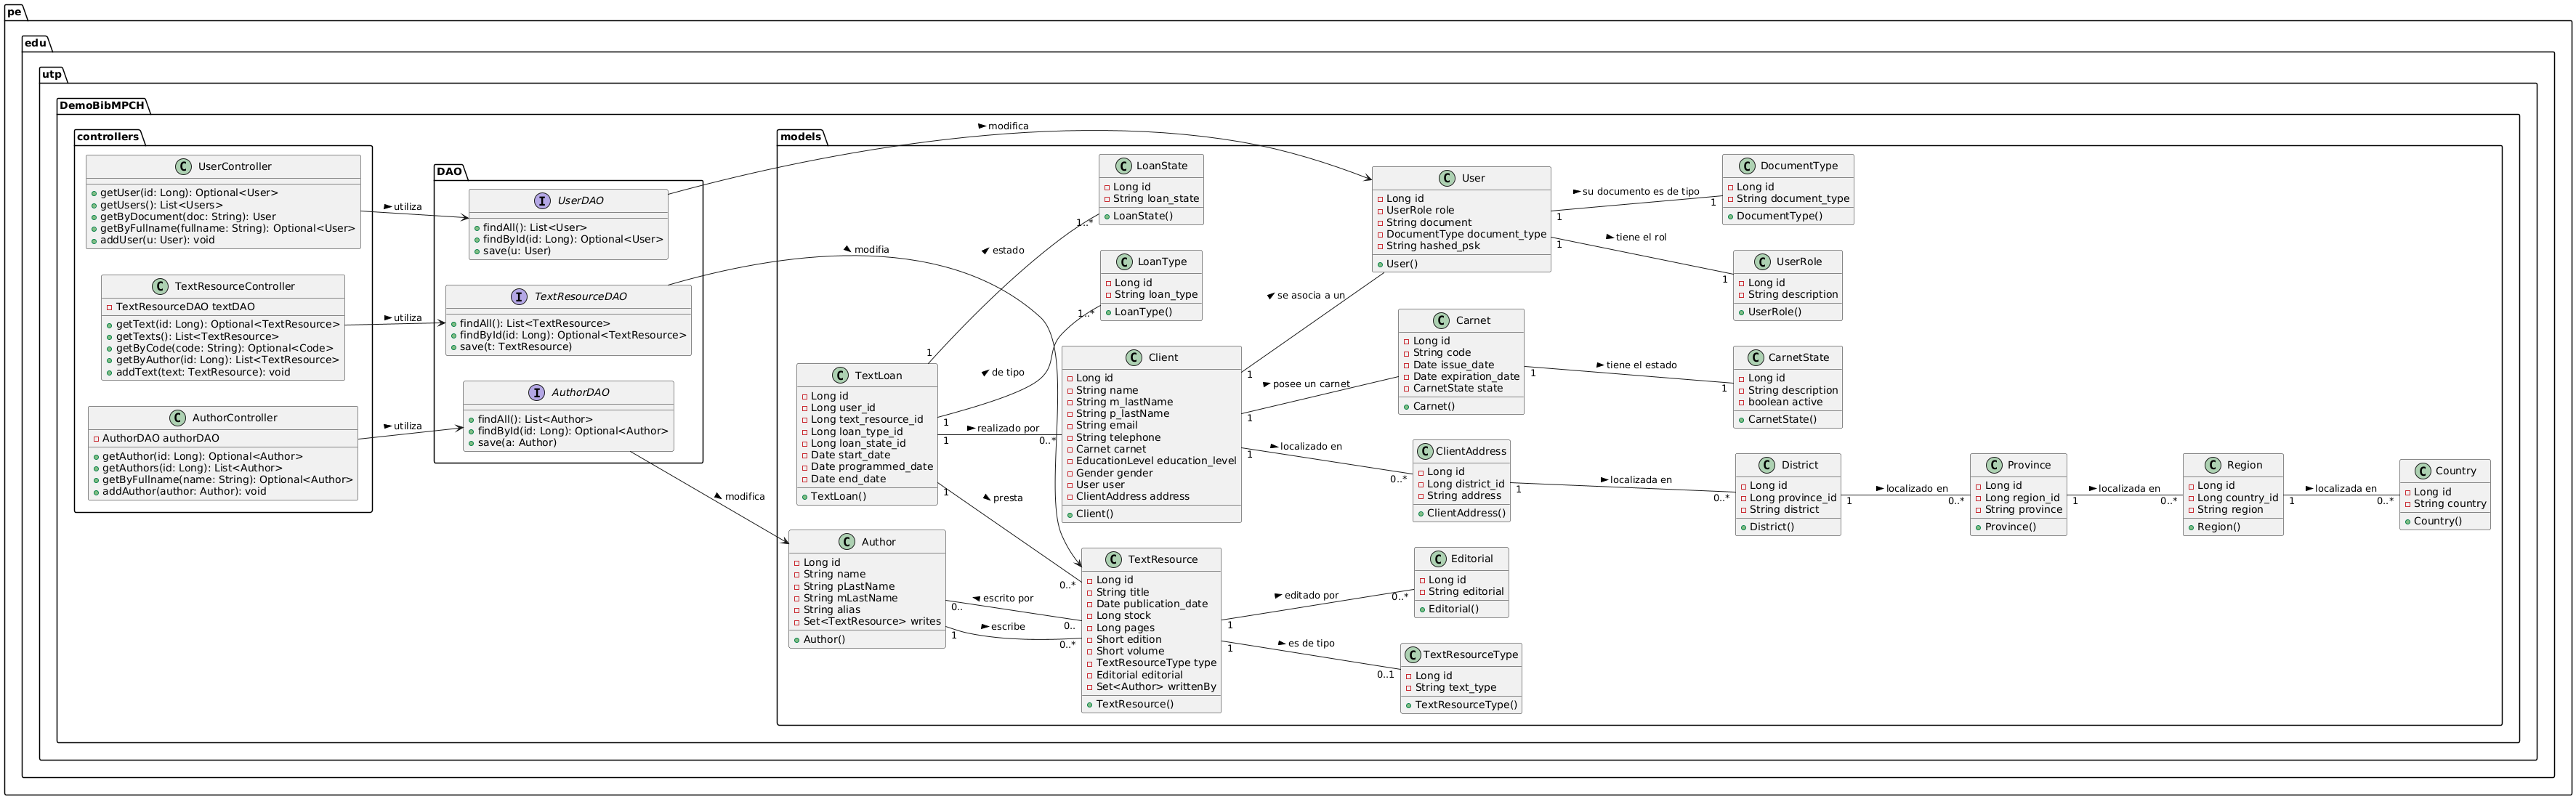 pe
edu
utp
DemoBibMPCH
controllers
UserController
getUser(id: Long): Optional<User>
getUsers(): List<Users>
getByDocument(doc: String): User
getByFullname(fullname: String): Optional<User>
addUser(u: User): void
TextResourceController
TextResourceDAO textDAO
getText(id: Long): Optional<TextResource>
getTexts(): List<TextResource>
getByCode(code: String): Optional<Code>
getByAuthor(id: Long): List<TextResource>
addText(text: TextResource): void
AuthorController
AuthorDAO authorDAO
getAuthor(id: Long): Optional<Author>
getAuthors(id: Long): List<Author>
getByFullname(name: String): Optional<Author>
addAuthor(author: Author): void
utiliza
utiliza
utiliza
DAO
UserDAO
findAll(): List<User>
findById(id: Long): Optional<User>
save(u: User)
TextResourceDAO
findAll(): List<TextResource>
findById(id: Long): Optional<TextResource>
save(t: TextResource)
AuthorDAO
findAll(): List<Author>
findById(id: Long): Optional<Author>
save(a: Author)
modifica
modifia
modifica
models
TextLoan
Long id
Long user_id
Long text_resource_id
Long loan_type_id
Long loan_state_id
Date start_date
Date programmed_date
Date end_date
TextLoan()
Author
Long id
String name
String pLastName
String mLastName
String alias
Set<TextResource> writes
Author()
1
estado
1..*
1
de tipo
1..*
1
realizado por
0..*
1
presta
0..*
0..
escrito por
0..
1
escribe
0..*
LoanState
Long id
String loan_state
LoanState()
LoanType
Long id
String loan_type
LoanType()
Client
Long id
String name
String m_lastName
String p_lastName
String email
String telephone
Carnet carnet
EducationLevel education_level
Gender gender
User user
ClientAddress address
Client()
TextResource
Long id
String title
Date publication_date
Long stock
Long pages
Short edition
Short volume
TextResourceType type
Editorial editorial
Set<Author> writtenBy
TextResource()
1
se asocia a un
1
posee un carnet
1
localizado en
0..*
1
editado por
0..*
1
es de tipo
0..1
User
Long id
UserRole role
String document
DocumentType document_type
String hashed_psk
User()
Carnet
Long id
String code
Date issue_date
Date expiration_date
CarnetState state
Carnet()
ClientAddress
Long id
Long district_id
String address
ClientAddress()
Editorial
Long id
String editorial
Editorial()
TextResourceType
Long id
String text_type
TextResourceType()
1
su documento es de tipo
1
1
tiene el rol
1
1
tiene el estado
1
1
localizada en
0..*
DocumentType
Long id
String document_type
DocumentType()
UserRole
Long id
String description
UserRole()
CarnetState
Long id
String description
boolean active
CarnetState()
District
Long id
Long province_id
String district
District()
1
localizado en
0..*
Province
Long id
Long region_id
String province
Province()
1
localizada en
0..*
Region
Long id
Long country_id
String region
Region()
1
localizada en
0..*
Country
Long id
String country
Country()